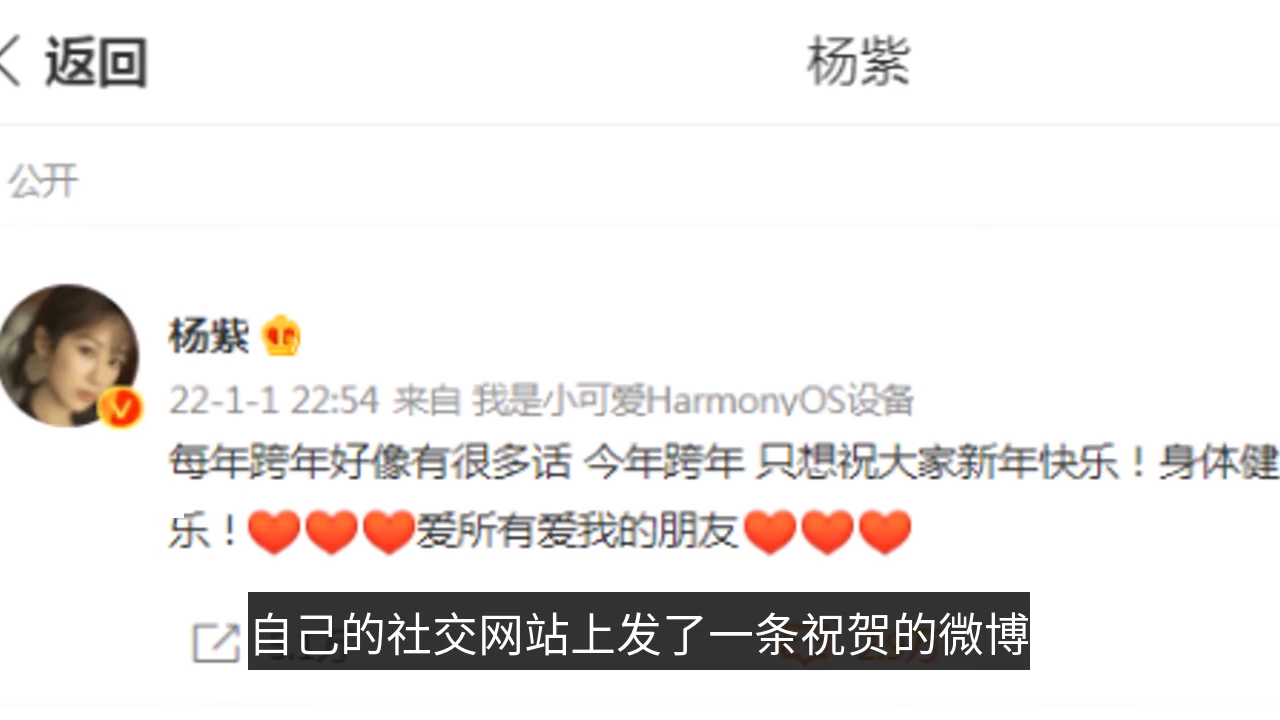 返回
杨紫
公开
杨紫
22-1-1 22:54 来自 我是小可爱HarmonyOS设备
每年跨年好像有很多话 今年跨年 只想祝大家新年快乐！身体健
乐！❤️❤️❤️爱所有爱我的朋友❤️❤️❤️
自己的社交网站上发了一条祝贺的微博